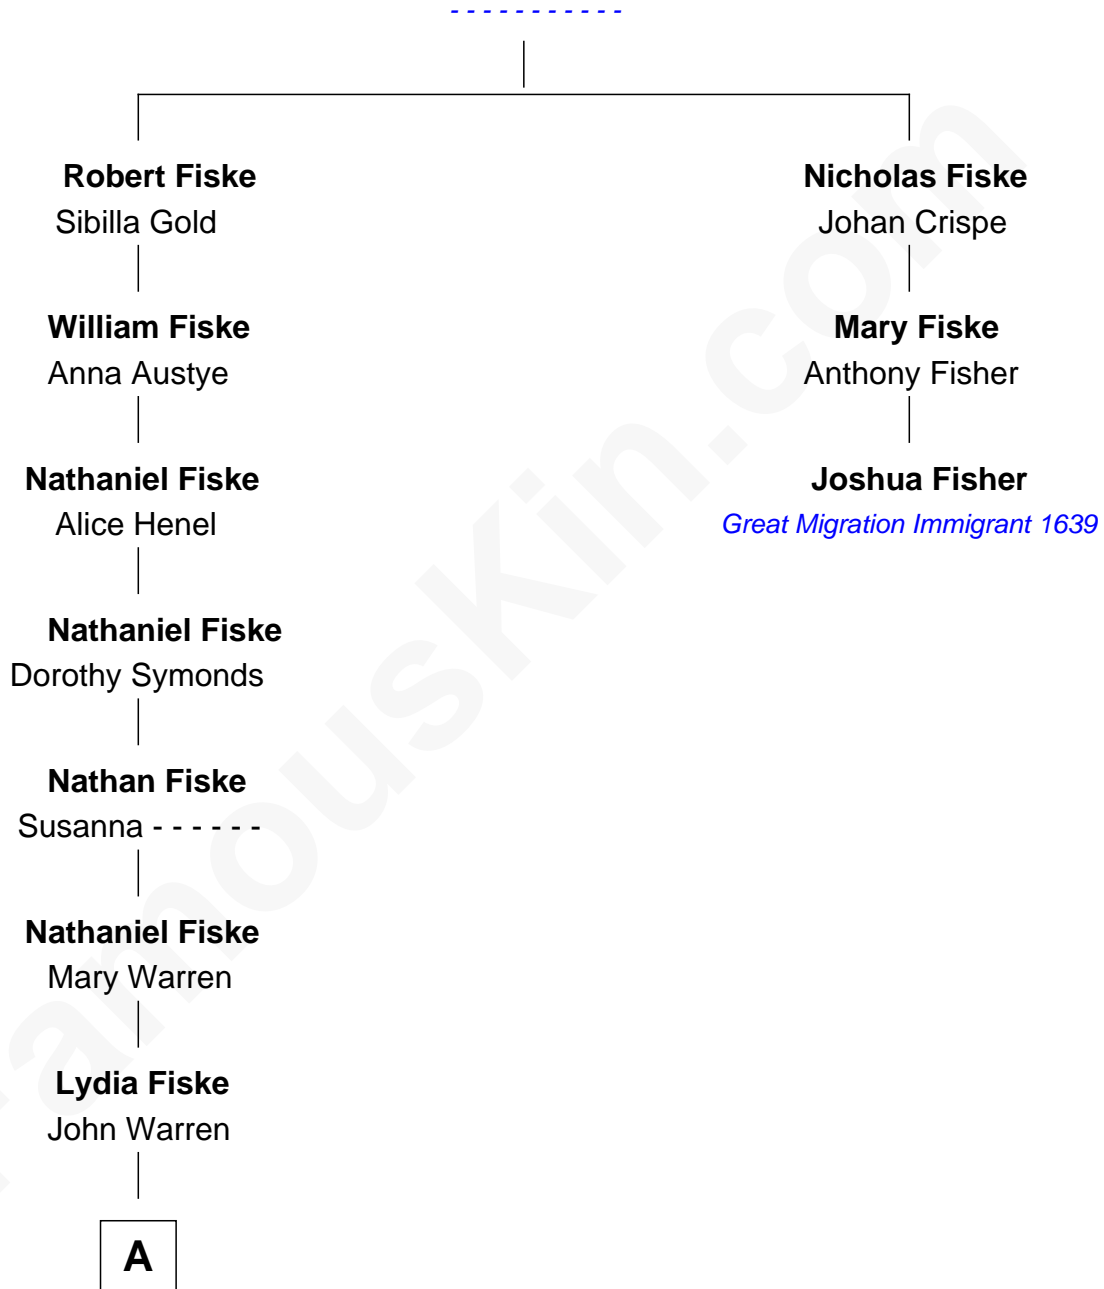 - - - - - - - - - - -
Robert Fiske
Sibilla Gold
Nicholas Fiske
Johan Crispe
William Fiske
Anna Austye
Mary Fiske
Anthony Fisher
Nathaniel Fiske
Alice Henel
Joshua Fisher
Great Migration Immigrant 1639
Nathaniel Fiske
Dorothy Symonds
Nathan Fiske
Susanna - - - - - -
Nathaniel Fiske
Mary Warren
Lydia Fiske
John Warren
A
FamousKin.com